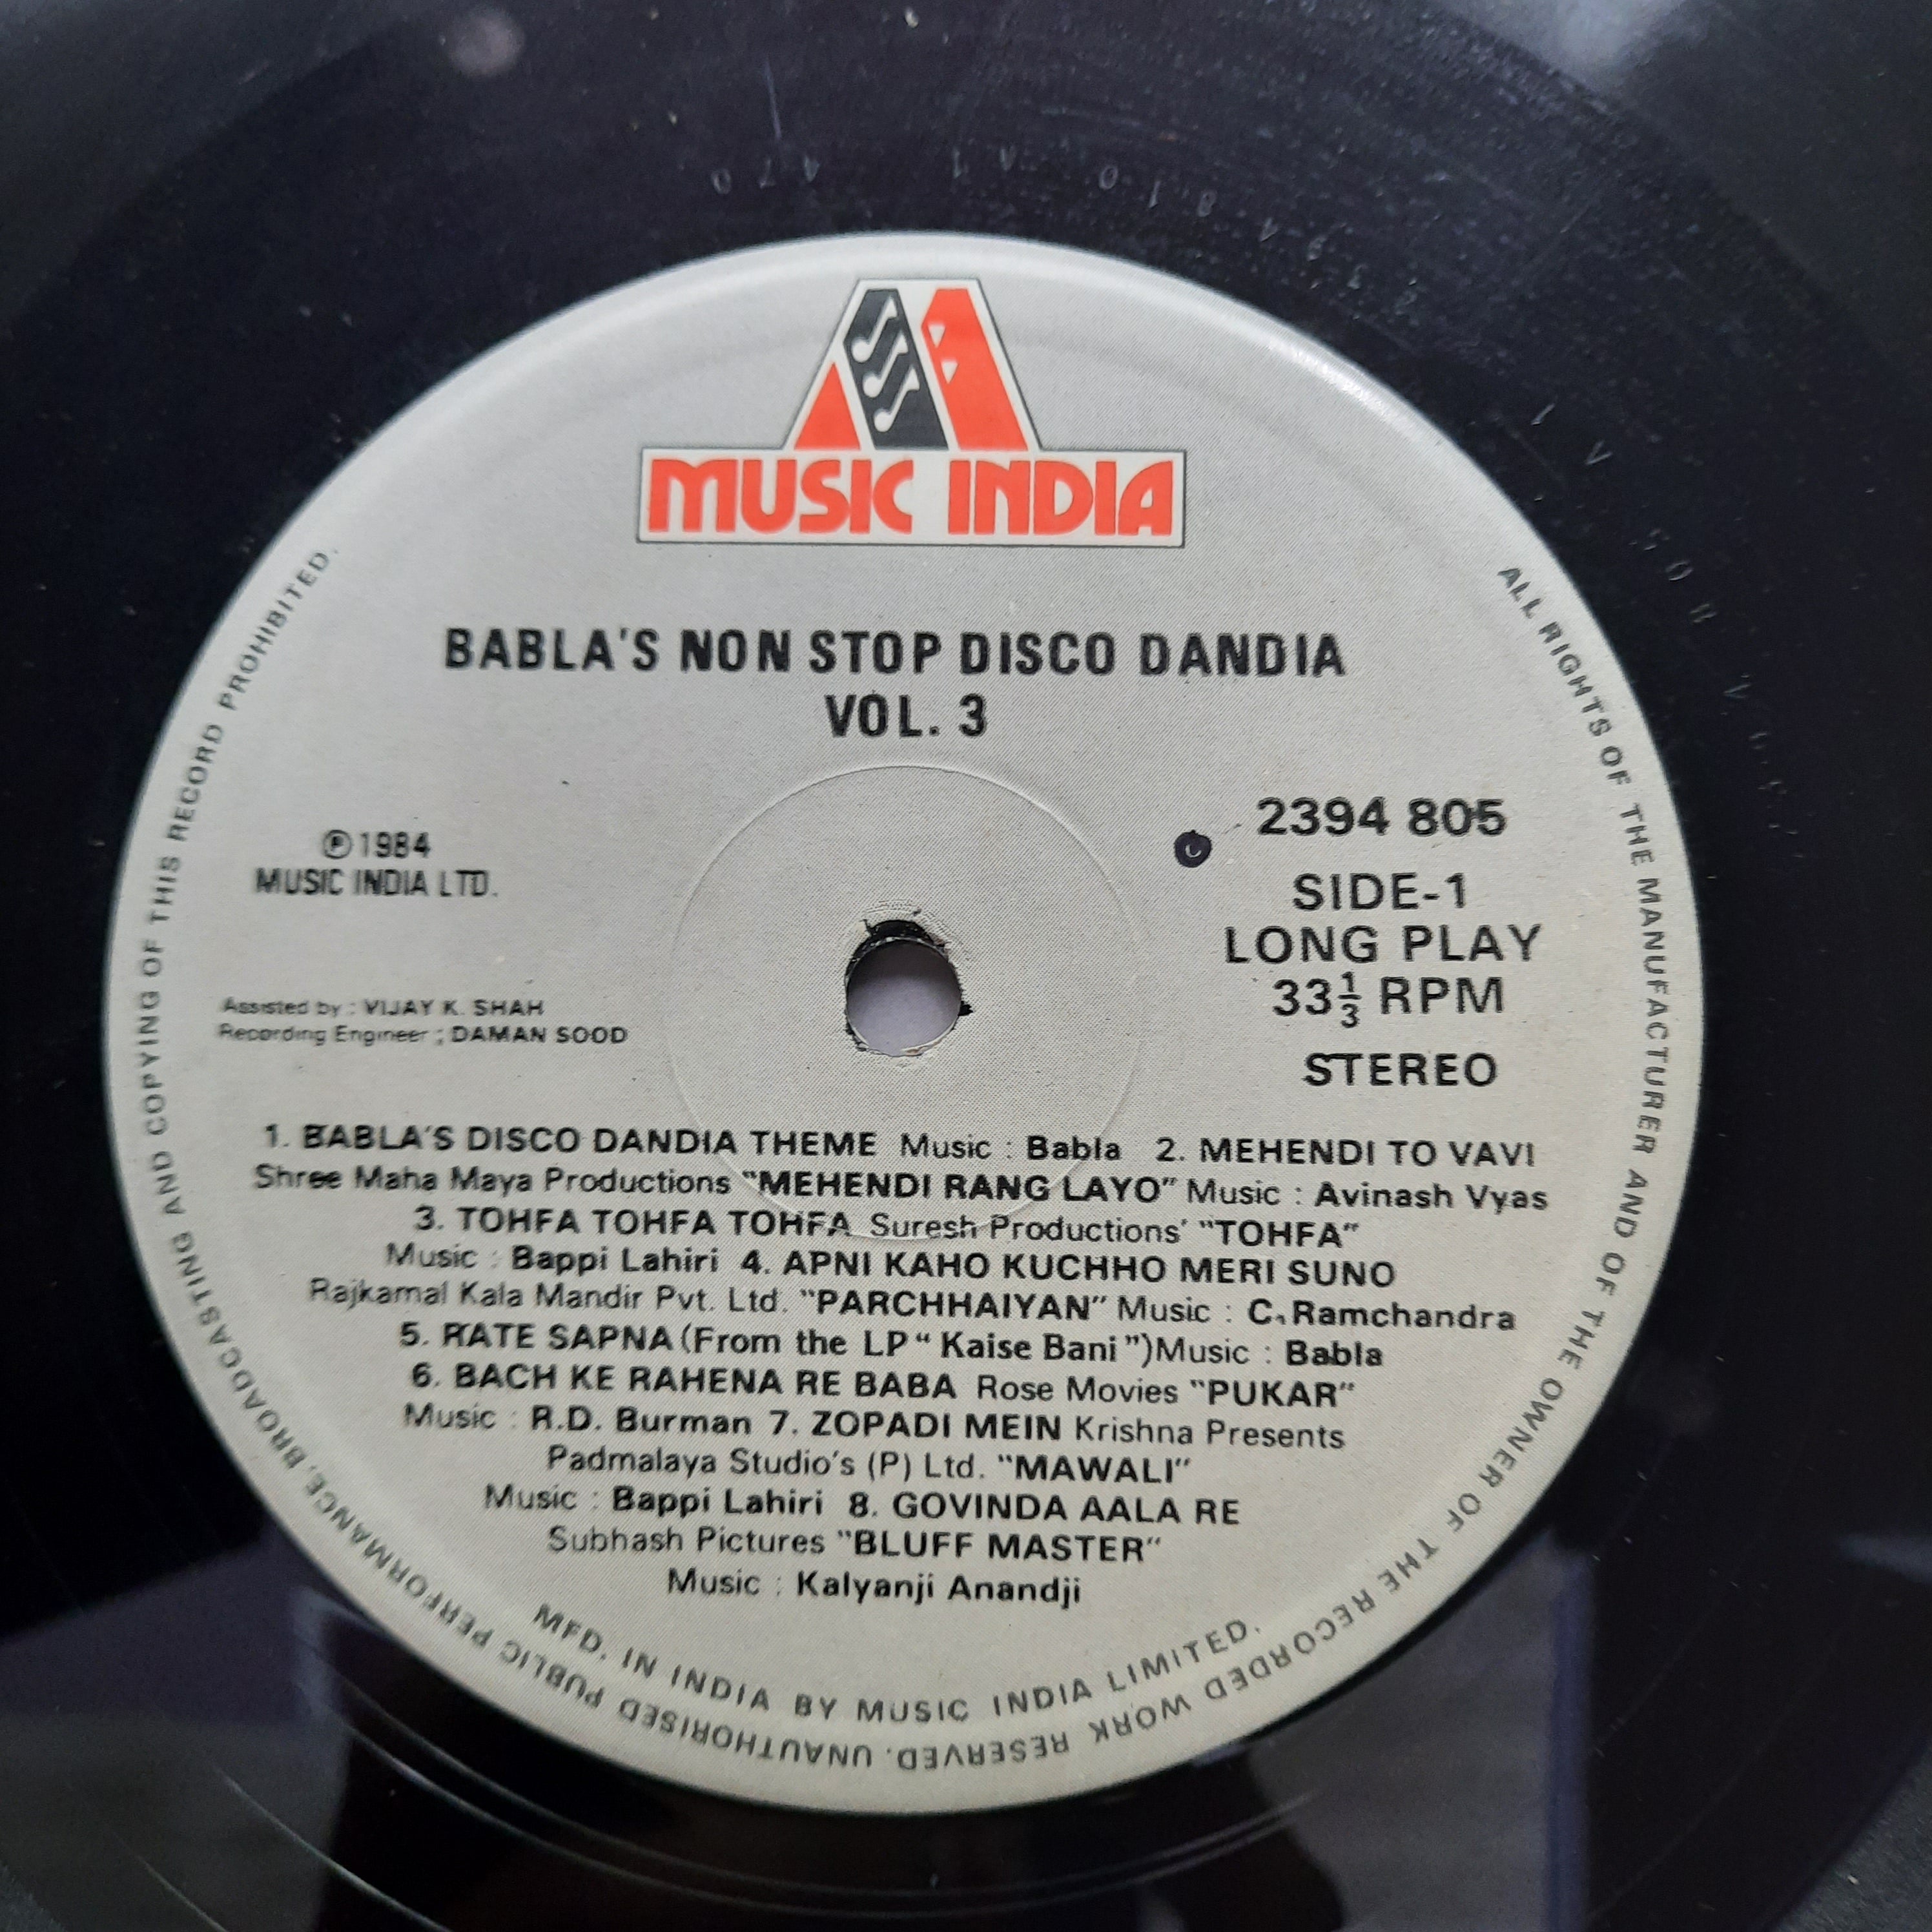 MUSIC INDIA
BABLA'S NON STOP DISCO DANDIA
VOL. 3
℗ 1984
MUSIC INDIA LTD.
2394 805
SIDE-1
LONG PLAY
33⅓ RPM
STEREO
Assisted by : VIJAY K. SHAH
Recording Engineer ; DAMAN SOOD
1. BABLA'S DISCO DANDIA THEME Music : Babla 2. MEHENDI TO VAVI
Shree Maha Maya Productions "MEHENDI RANG LAYO" Music : Avinash Vyas
3. TOHFA TOHFA TOHFA Suresh Productions' "TOHFA"
Music : Bappi Lahiri 4. APNI KAHO KUCHHO MERI SUNO
Rajkamal Kala Mandir Pvt. Ltd. "PARCHHAIYAN" Music : C. Ramchandra
5. RATE SAPNA (From the LP "Kaise Bani") Music : Babla
6. BACH KE RAHENA RE BABA Rose Movies "PUKAR"
Music : R.D. Burman 7. ZOPADI MEIN Krishna Presents
Padmalaya Studio's (P) Ltd. "MAWALI"
Music : Bappi Lahiri 8. GOVINDA AALA RE
Subhash Pictures "BLUFF MASTER"
Music : Kalyanji Anandji
MFD. IN INDIA BY MUSIC INDIA LIMITED.
ALL RIGHTS OF THE MANUFACTURER AND OF THE OWNER OF THE RECORDED WORK RESERVED. UNAUTHORISED PUBLIC PERFORMANCE, BROADCASTING AND COPYING OF THIS RECORD PROHIBITED.